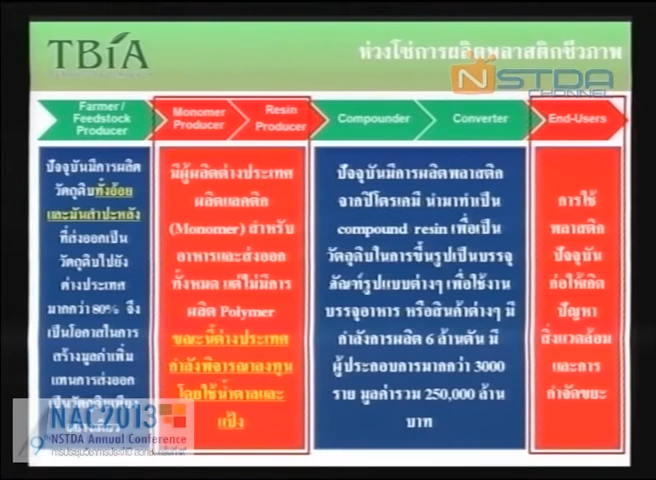 TBiA
ห่วงโซ่การผลิตพลาสติกชีวภาพ
NSTDA
CHANNEL
Farmer /
Feedstock
Producer
Monomer
Producer
Resin
Producer
Compounder
Converter
End-Users
ปัจจุบันมีการผลิต
วัตถุดิบทั้งอ้อย
และมันสำปะหลัง
ที่ส่งออกเป็น
วัตถุดิบไปยัง
ต่างประเทศ
มากกว่า 80% จึง
เป็นโอกาสในการ
สร้างมูลค่าเพิ่ม
แทนการส่งออก
เป็นวัตถุดิบเพียง
อย่างเดียว
มีผู้ผลิตต่างประเทศ
ผลิตแลคติก
(Monomer) สำหรับ
อาหารและส่งออก
ทั้งหมด แต่ไม่มีการ
ผลิต Polymer
ขณะนี้ต่างประเทศ
กำลังพิจารณาลงทุน
โดยใช้น้ำตาลและ
แป้ง
ปัจจุบันมีการผลิตพลาสติก
จากปิโตรเคมี นำมาทำเป็น
compound resin เพื่อเป็น
วัตถุดิบในการขึ้นรูปเป็นบรรจุ
ภัณฑ์รูปแบบต่างๆ เพื่อใช้งาน
บรรจุอาหาร หรือสินค้าต่างๆ มี
กำลังการผลิต 6 ล้านตัน มี
ผู้ประกอบการมากกว่า 3000
ราย มูลค่ารวม 250,000 ล้าน
บาท
การใช้
พลาสติก
ปัจจุบัน
ก่อให้เกิด
ปัญหา
สิ่งแวดล้อม
และการ
กำจัดขยะ
NAC2013
NSTDA Annual Conference